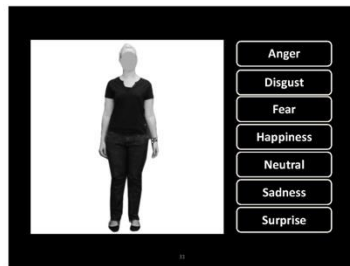 Anger
Disgust
Fear
Happiness
Neutral
Sadness
Surprise